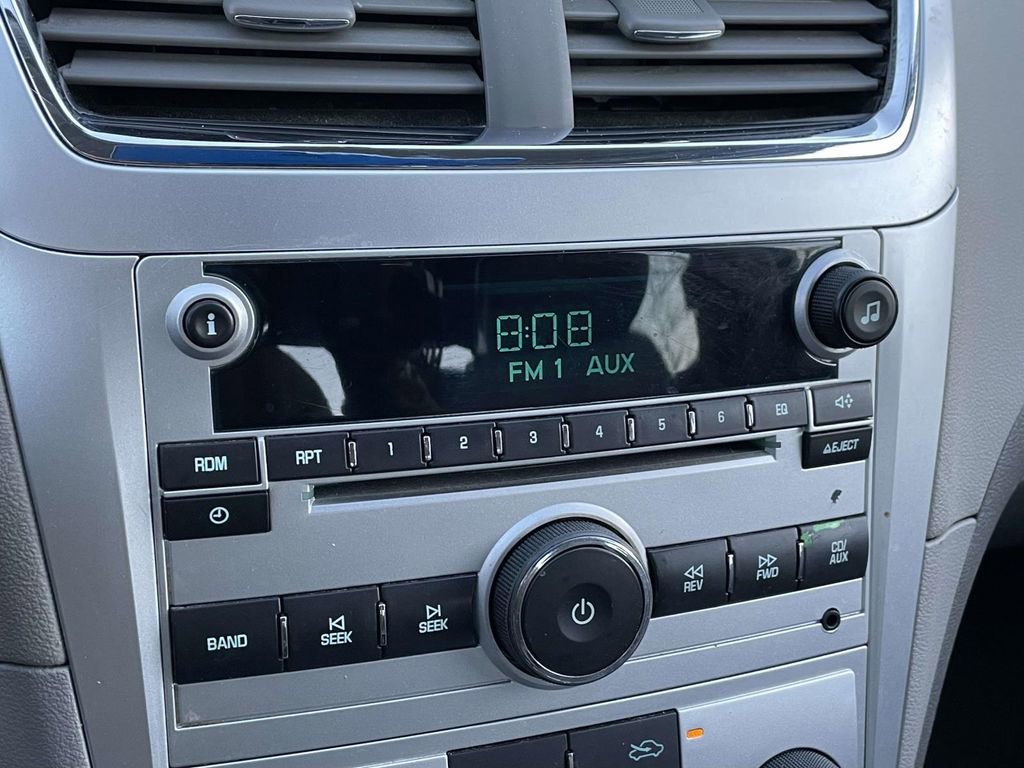 i
8:08
FM 1 AUX
RDM
RPT 1 2 3 4 5 6 EQ
EJECT
BAND
SEEK
SEEK
REV
FWD
CD/
AUX